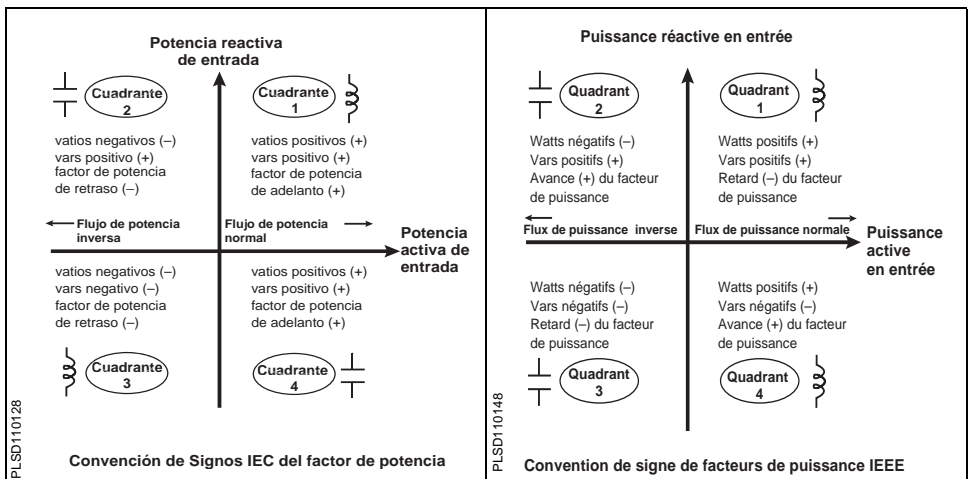 Potencia reactiva
de entrada
Cuadrante
2
Cuadrante
1
vatios negativos (–)
vars positivo (+)
factor de potencia
de retraso (–)
vatios positivos (+)
vars positivo (+)
factor de potencia
de adelanto (+)
Flujo de potencia
inversa
Flujo de potencia
normal
Potencia
activa de
entrada
vatios negativos (–)
vars negativo (–)
factor de potencia
de retraso (–)
vatios positivos (+)
vars positivo (+)
factor de potencia
de adelanto (+)
Cuadrante
3
Cuadrante
4
PLSD110128
Convención de Signos IEC del factor de potencia
Puissance réactive en entrée
Quadrant
2
Quadrant
1
Watts négatifs (–)
Vars positifs (+)
Avance (+) du facteur
de puissance
Watts positifs (+)
Vars positifs (+)
Retard (–) du facteur
de puissance
Flux de puissance inverse
Flux de puissance normale
Puissance
active
en entrée
Watts négatifs (–)
Vars négatifs (–)
Retard (–) du facteur
de puissance
Watts positifs (+)
Vars négatifs (–)
Avance (+) du facteur
de puissance
Quadrant
3
Quadrant
4
PLSD110148
Convention de signe de facteurs de puissance IEEE